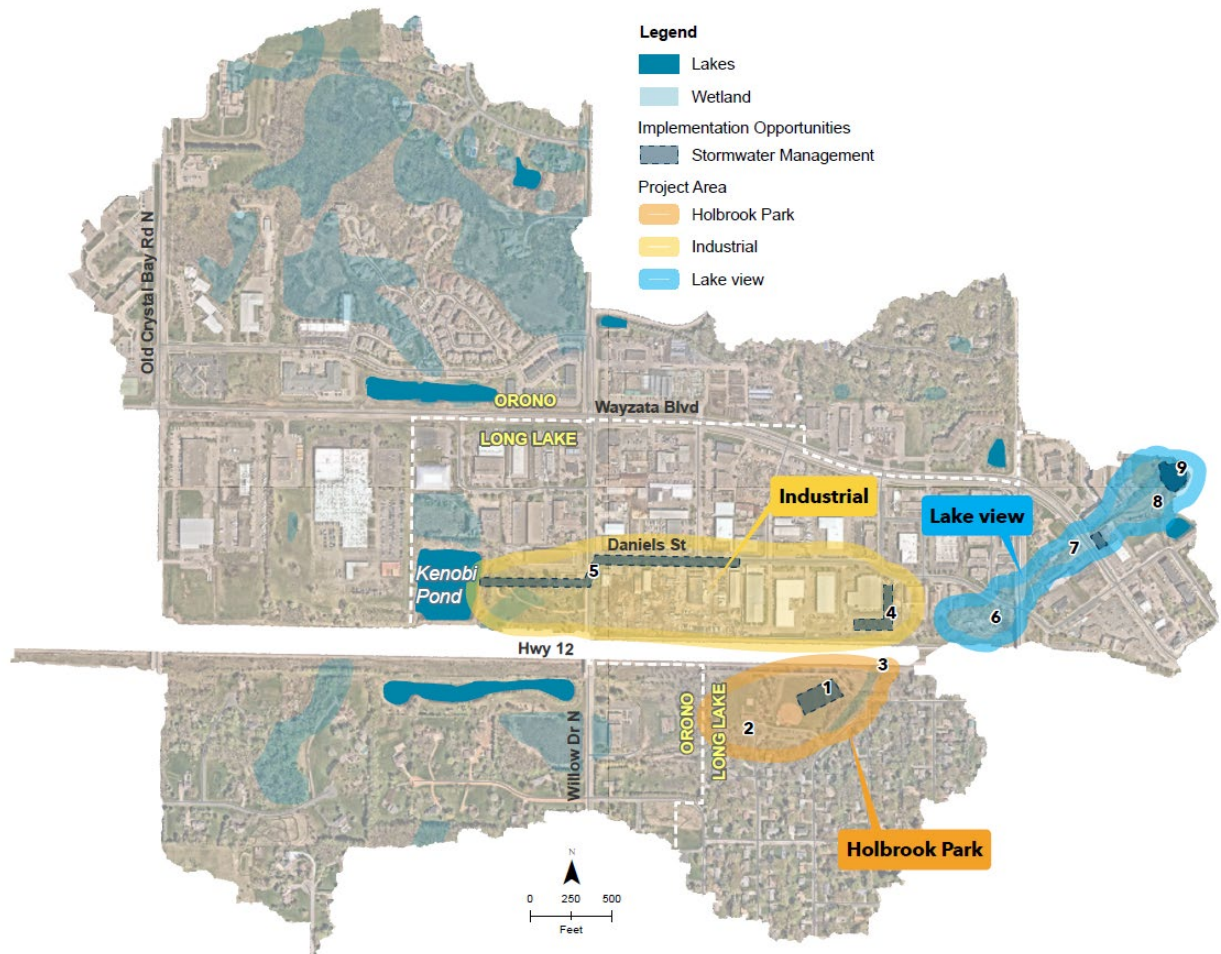 Legend
Lakes
Wetland
Implementation Opportunities
Stormwater Management
Project Area
Holbrook Park
Industrial
Lake view
Old Crystal Bay Rd N
ORONO
Wayzata Blvd
LONG LAKE
Industrial
Lake view
9
8
7
Daniels St
5
Kenobi
Pond
4
6
Hwy 12
3
1
2
ORONO
LONG LAKE
Willow Dr N
Holbrook Park
N
0 250 500
Feet